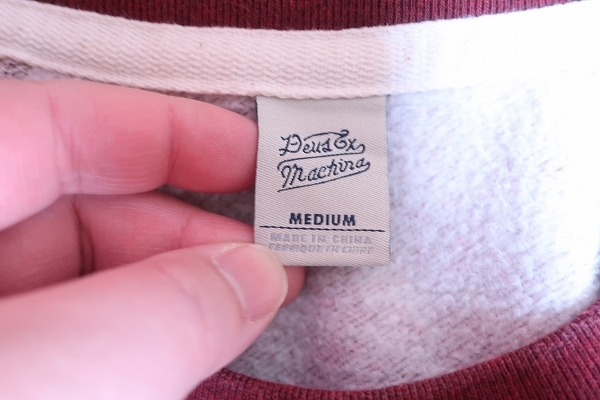 Deus Ex
Machina
MEDIUM
MADE IN CHINA
FABRIQUE EN CHINE